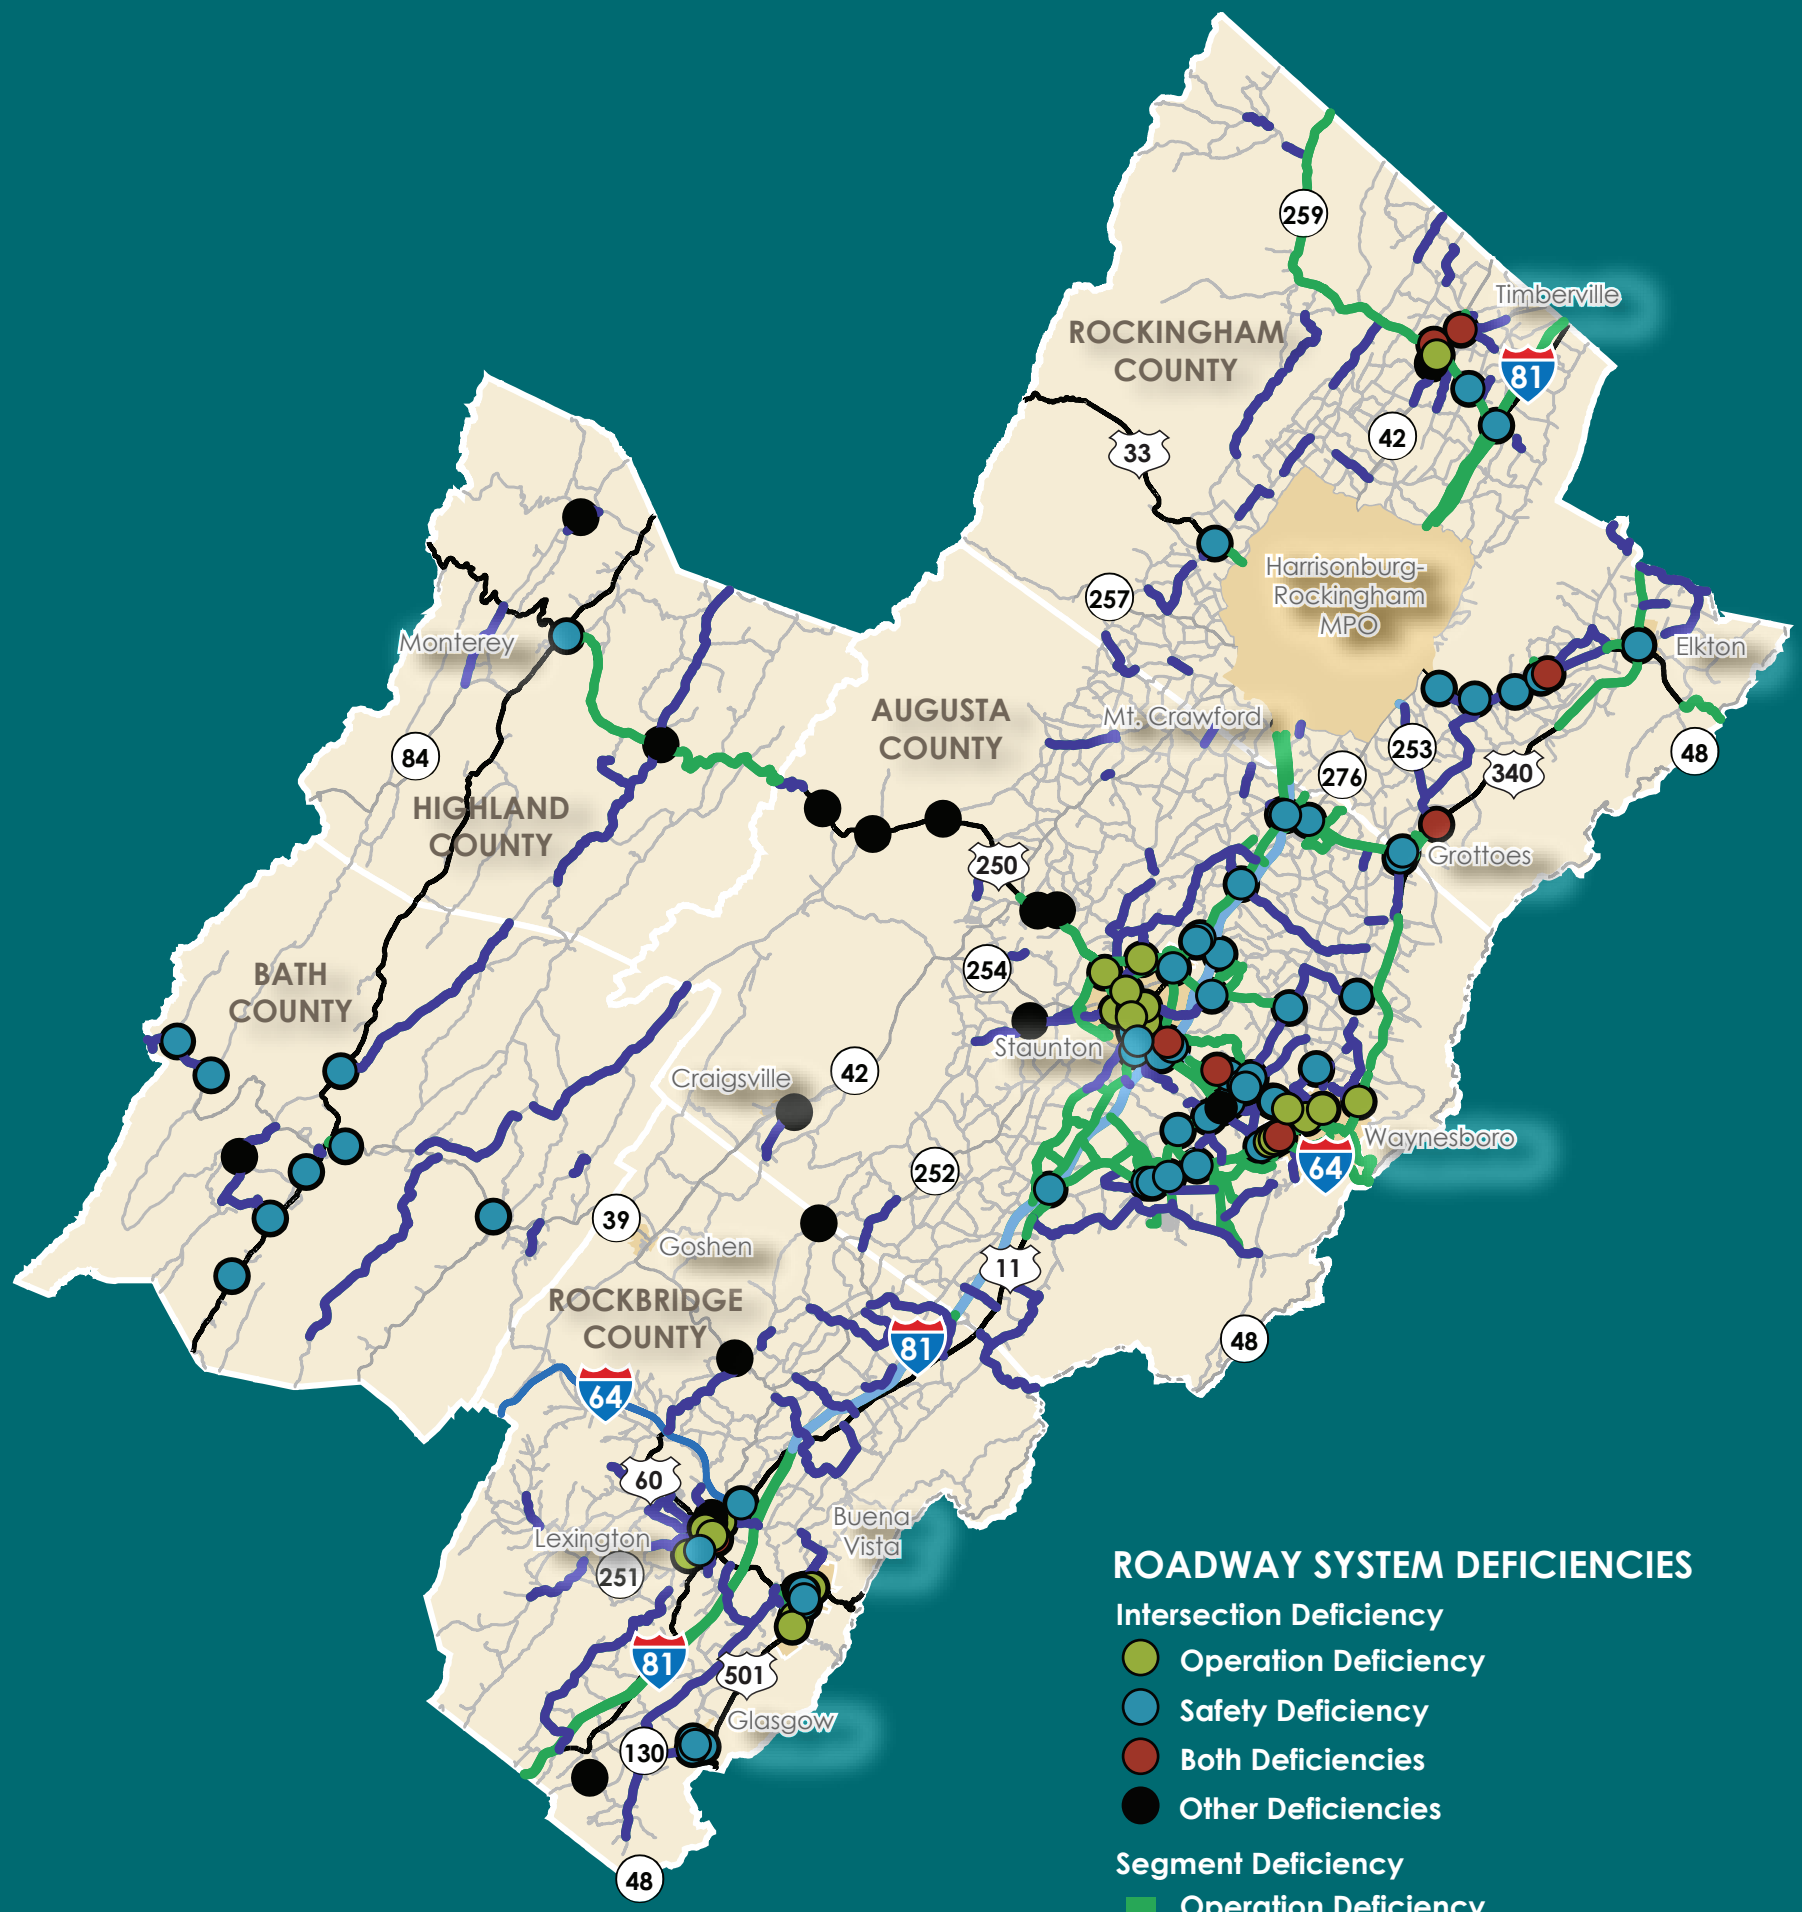 259
Timberville
ROCKINGHAM
COUNTY
81
42
33
Harrisonburg-
Rockingham
MPO
257
Monterey
Elkton
AUGUSTA
COUNTY
Mt. Crawford
84
253
48
276
340
HIGHLAND
COUNTY
250
Grottoes
BATH
COUNTY
254
Staunton
Craigsville
42
Waynesboro
64
252
39
Goshen
11
ROCKBRIDGE
COUNTY
81
48
64
60
Buena
Vista
Lexington
251
81
501
Glasgow
130
48
ROADWAY SYSTEM DEFICIENCIES
Intersection Deficiency
Operation Deficiency
Safety Deficiency
Both Deficiencies
Other Deficiencies
Segment Deficiency
Operation Deficiency